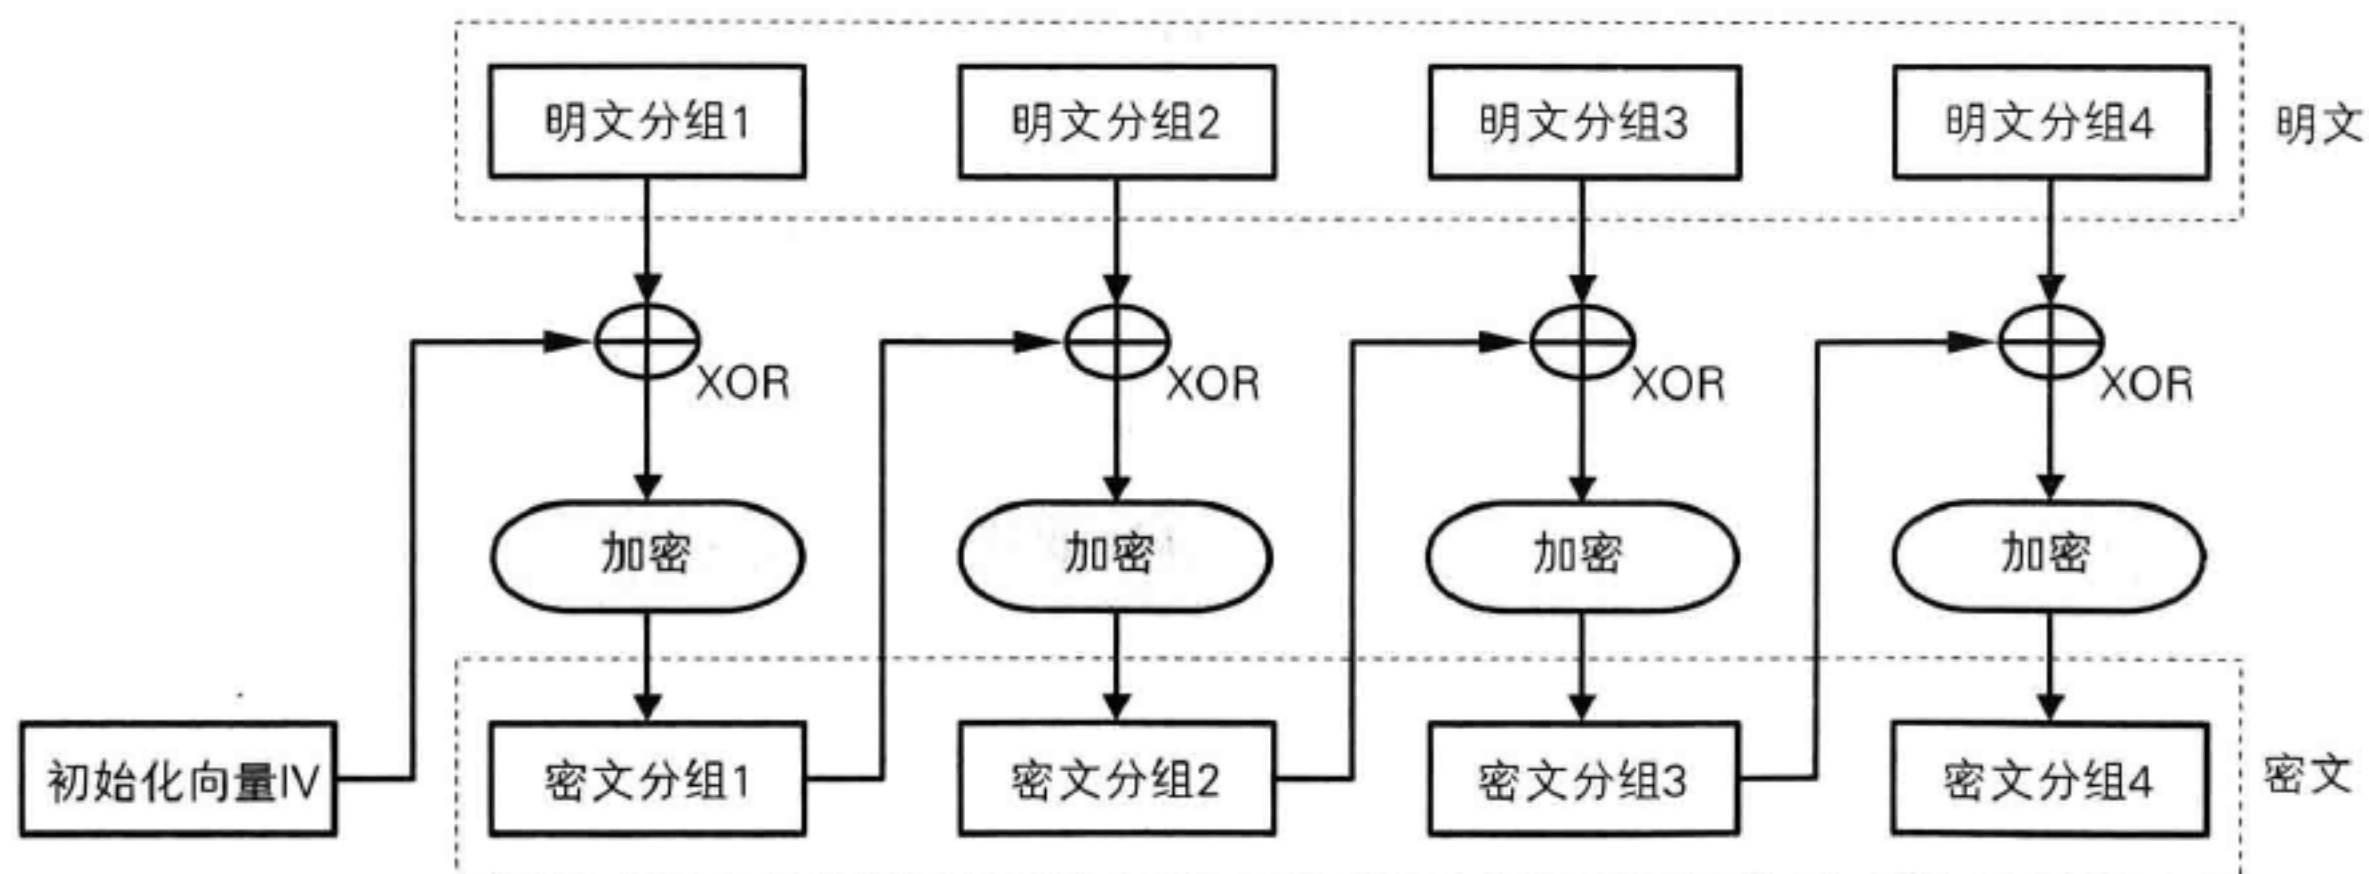 明文分组1
明文分组2
明文分组3
明文分组4
明文
XOR
XOR
XOR
XOR
加密
加密
加密
加密
初始化向量IV
密文分组1
密文分组2
密文分组3
密文分组4
密文